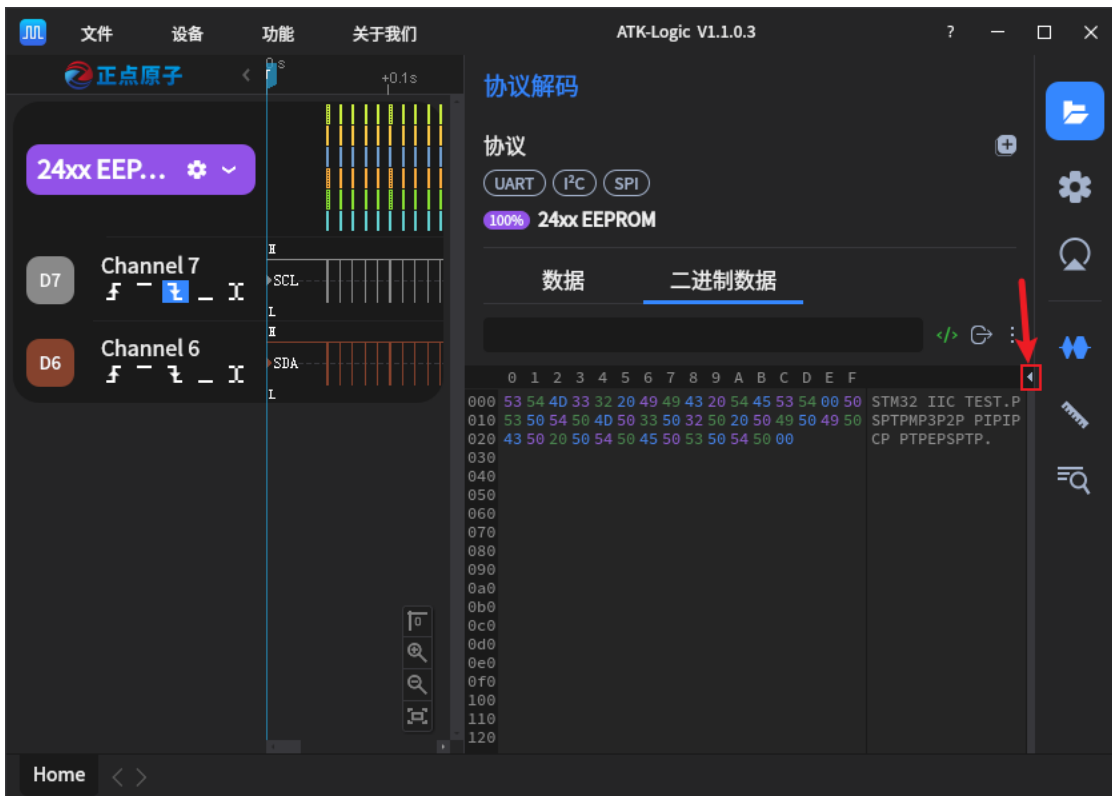 文件 设备 功能 关于我们 ATK-Logic V1.1.0.3 ?
正点原子
0 s
T
+0.1s
24xx EEP...
D7
Channel 7
H
SCL
L
D6
Channel 6
H
SDA
L
Home
协议解码
协议
UART I²C SPI
100% 24xx EEPROM
数据 二进制数据
</>
0 1 2 3 4 5 6 7 8 9 A B C D E F
000 53 54 4D 33 32 20 49 49 43 20 54 45 53 54 00 50 STM32 IIC TEST.P
010 53 50 54 50 4D 50 33 50 32 50 20 50 49 50 49 50 SPTPMP3P2P PIPIP
020 43 50 20 50 54 50 45 50 53 50 54 50 00 CP PTPEPSPTP.
030
040
050
060
070
080
090
0a0
0b0
0c0
0d0
0e0
0f0
100
110
120